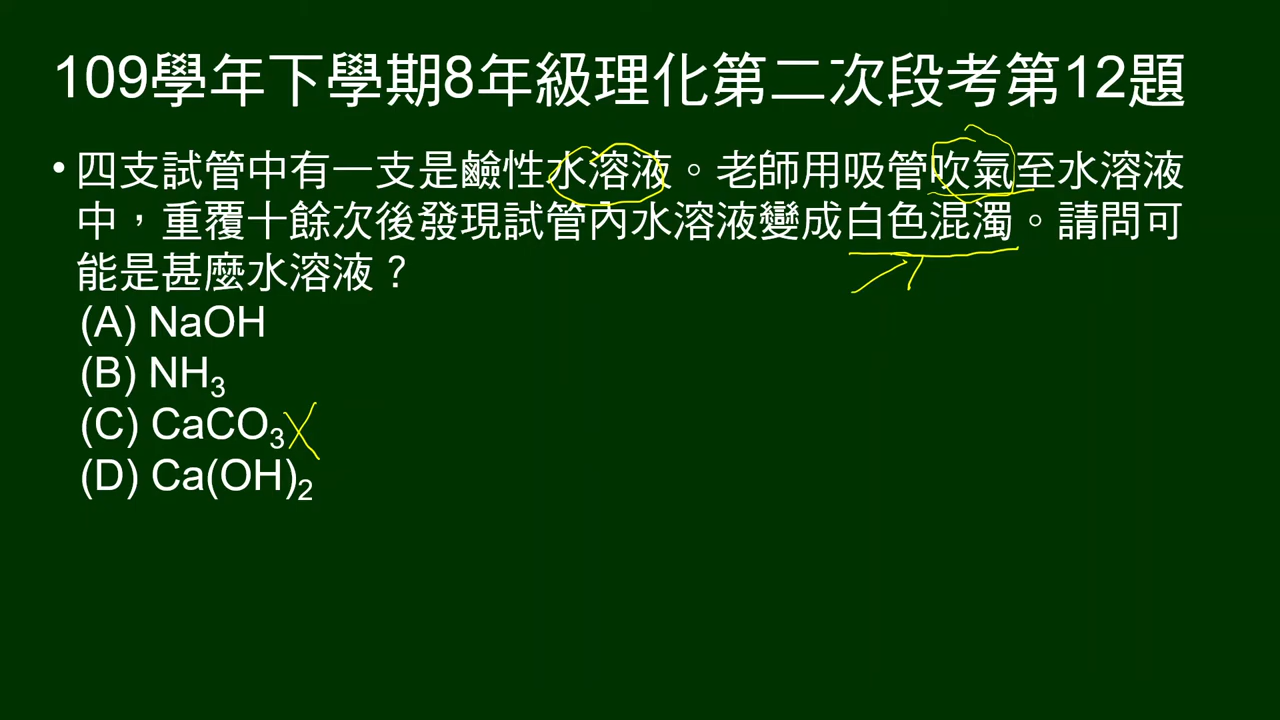 109學年下學期8年級理化第二次段考第12題
• 四支試管中有一支是鹼性水溶液。老師用吸管吹氣至水溶液
中，重覆十餘次後發現試管內水溶液變成白色混濁。請問可
能是甚麼水溶液？
(A) NaOH
(B) NH₃
(C) CaCO₃
(D) Ca(OH)₂